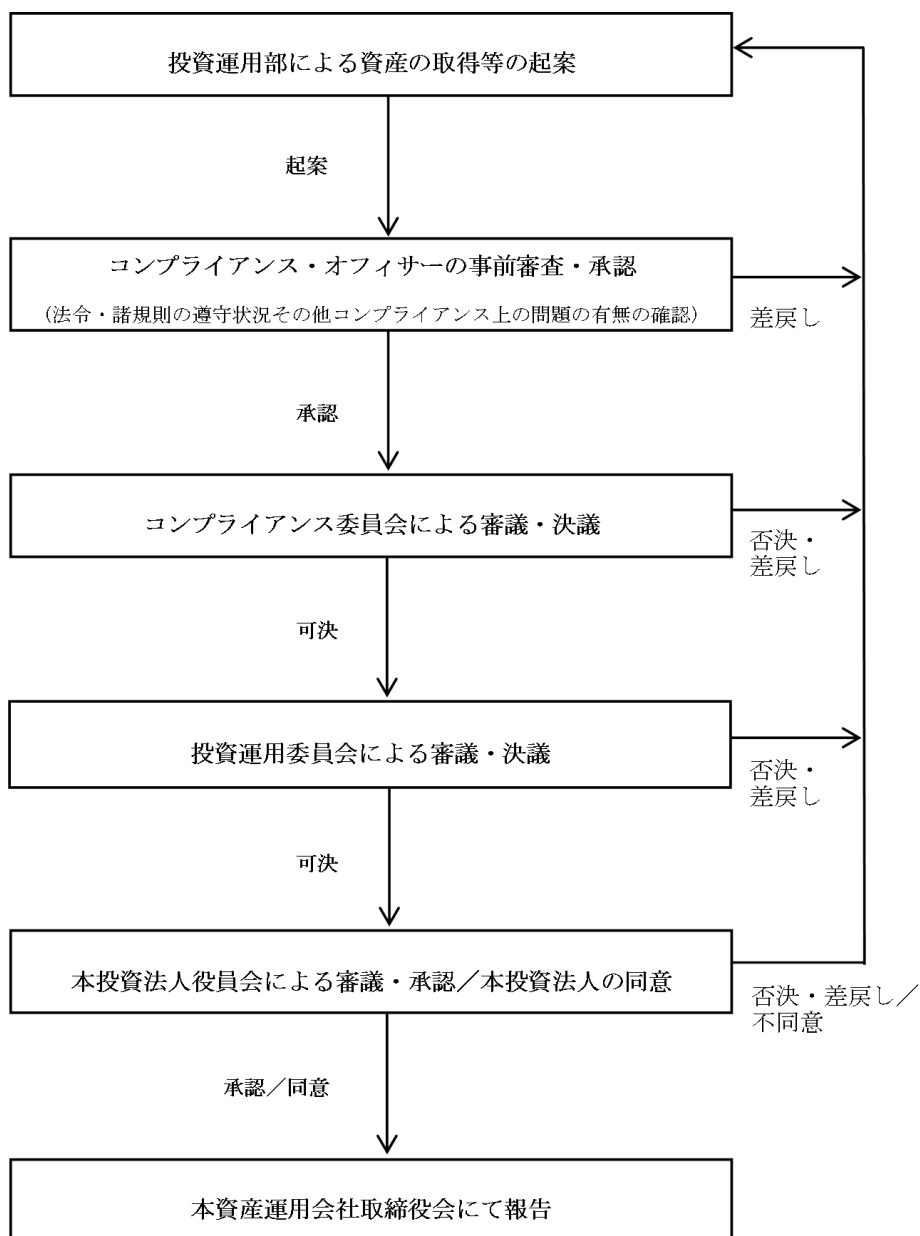 投資運用部による資産の取得等の起案
起案
コンプライアンス・オフィサーの事前審査・承認
(法令・諸規則の遵守状況その他コンプライアンス上の問題の有無の確認)
差戻し
承認
コンプライアンス委員会による審議・決議
否決・
差戻し
可決
投資運用委員会による審議・決議
否決・
差戻し
可決
本投資法人役員会による審議・承認／本投資法人の同意
否決・差戻し／
不同意
承認／同意
本資産運用会社取締役会にて報告